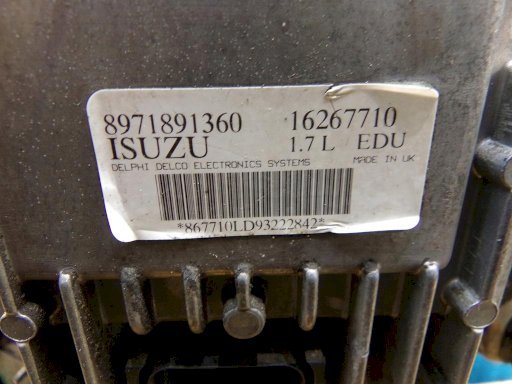 8971891360 16267710
ISUZU 1.7 L EDU
DELPHI DELCO ELECTRONICS SYSTEMS MADE IN UK
*867710LD93222842*